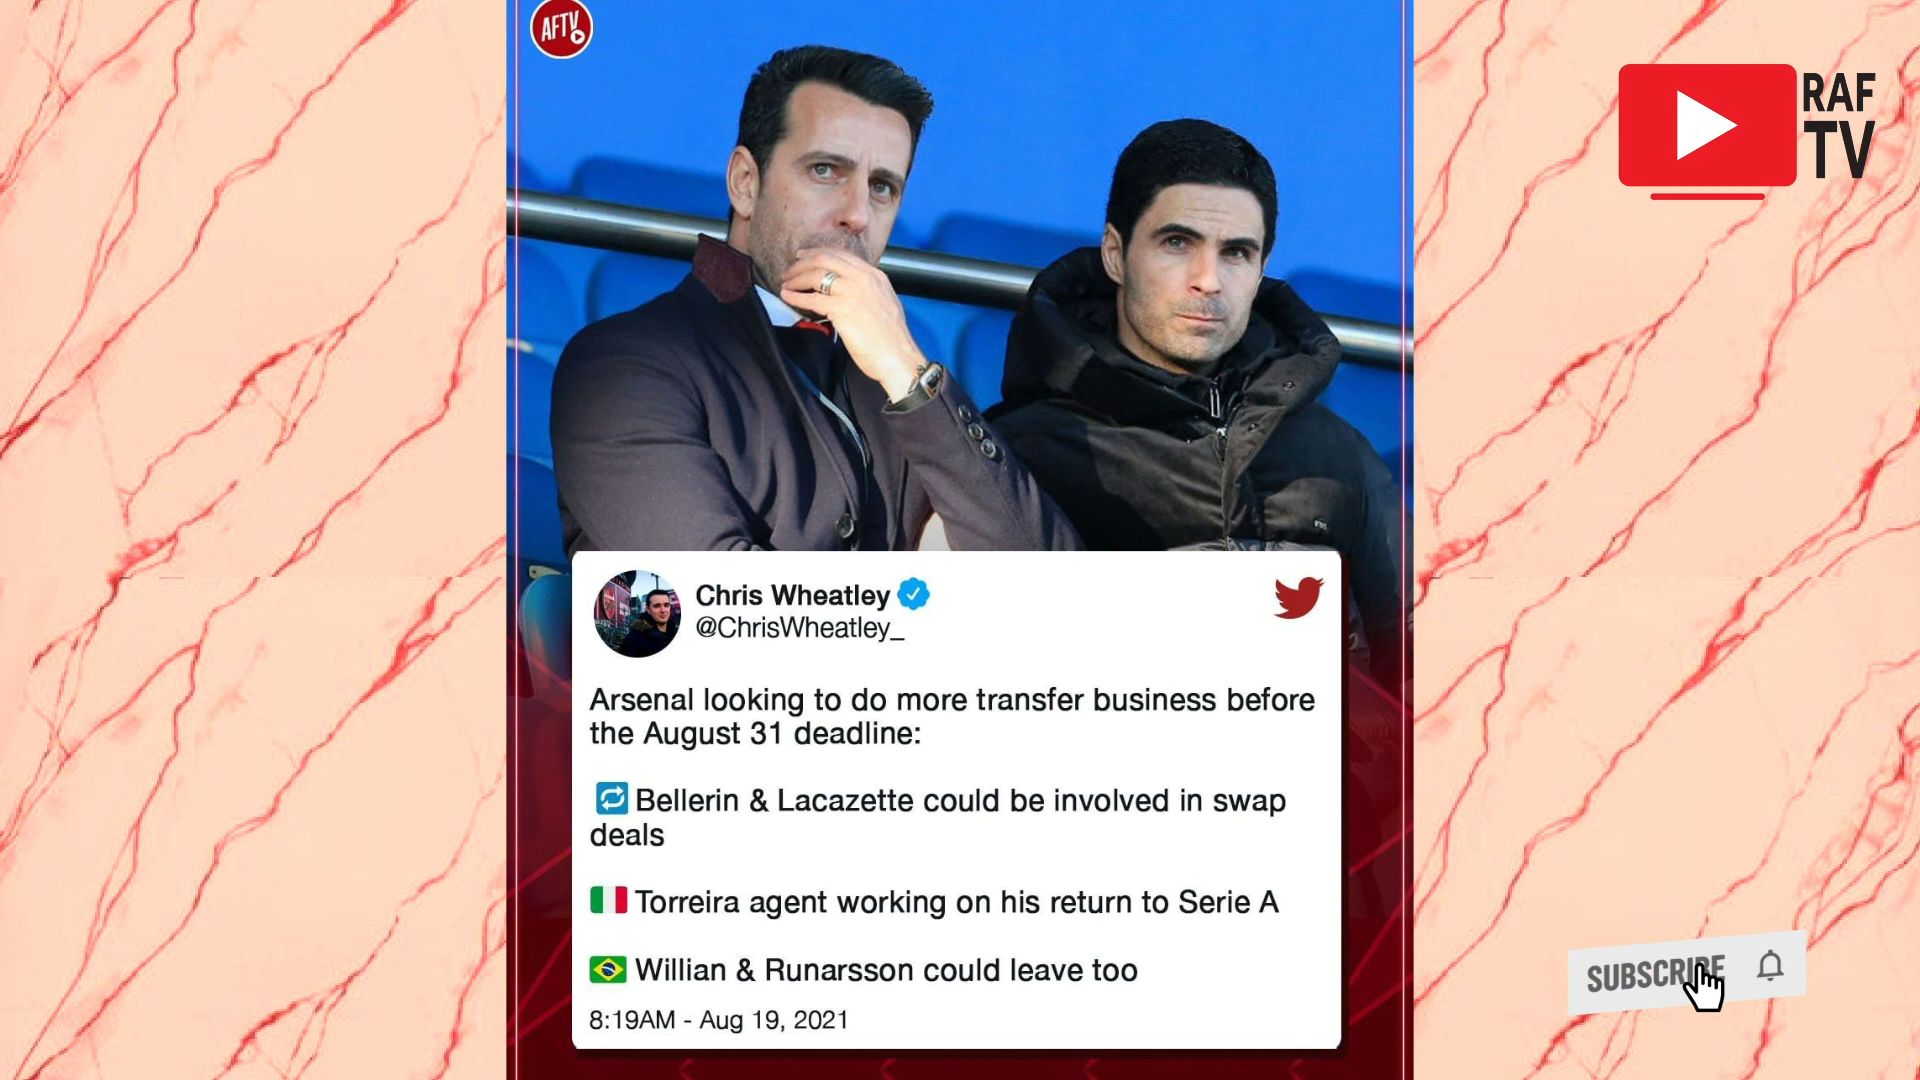 AFTV
RAF
TV
Chris Wheatley
@ChrisWheatley_
Arsenal looking to do more transfer business before
the August 31 deadline:
Bellerin & Lacazette could be involved in swap
deals
Torreira agent working on his return to Serie A
Willian & Runarsson could leave too
8:19AM - Aug 19, 2021
SUBSCRIBE